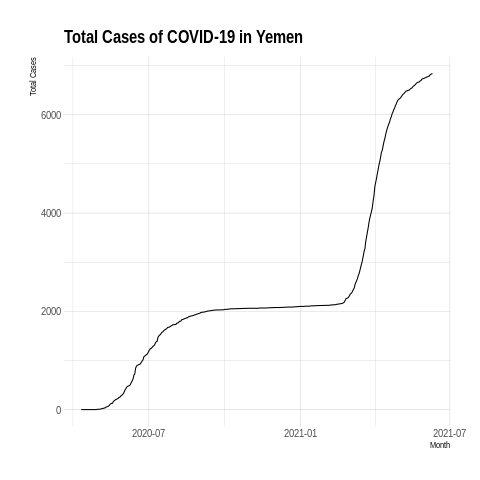 Total Cases of COVID-19 in Yemen
Total Cases
6000
4000
2000
0
2020-07 2021-01 2021-07
Month